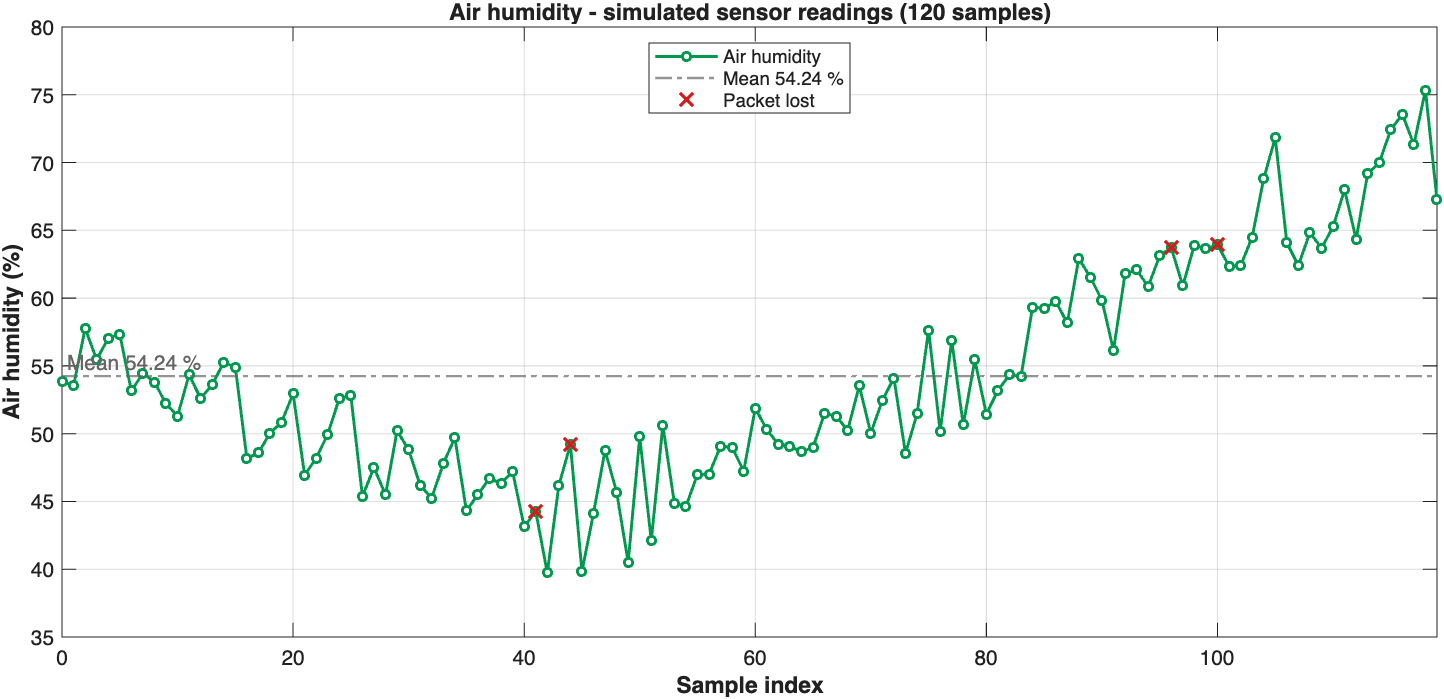 Air humidity - simulated sensor readings (120 samples)
80
75
70
65
60
55
50
45
40
35
Air humidity (%)
Air humidity
Mean 54.24 %
Packet lost
Mean 54.24 %
0
20
40
60
80
100
Sample index